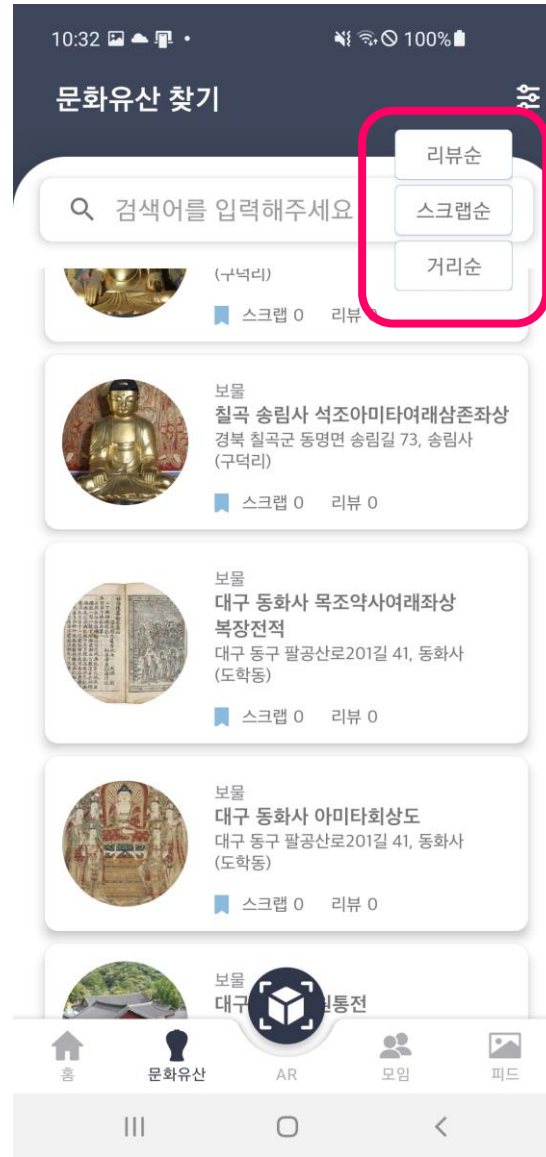 10:32
100%
문화유산 찾기
리뷰순
검색어를 입력해주세요
스크랩순
거리순
(구덕리)
스크랩 0 리뷰
보물
칠곡 송림사 석조아미타여래삼존좌상
경북 칠곡군 동명면 송림길 73, 송림사
(구덕리)
스크랩 0 리뷰 0
보물
대구 동화사 목조약사여래좌상
복장전적
대구 동구 팔공산로201길 41, 동화사
(도학동)
스크랩 0 리뷰 0
보물
대구 동화사 아미타회상도
대구 동구 팔공산로201길 41, 동화사
(도학동)
스크랩 0 리뷰 0
보물
대구 통전
홈 문화유산 AR 모임 피드